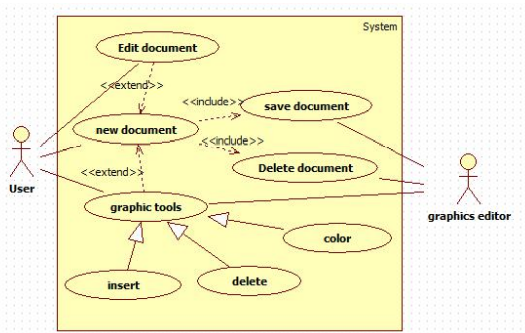 System
Edit document
<<extend>>
<<include>>
save document
new document
<<include>>
Delete document
<<extend>>
User
graphics editor
graphic tools
color
insert
delete